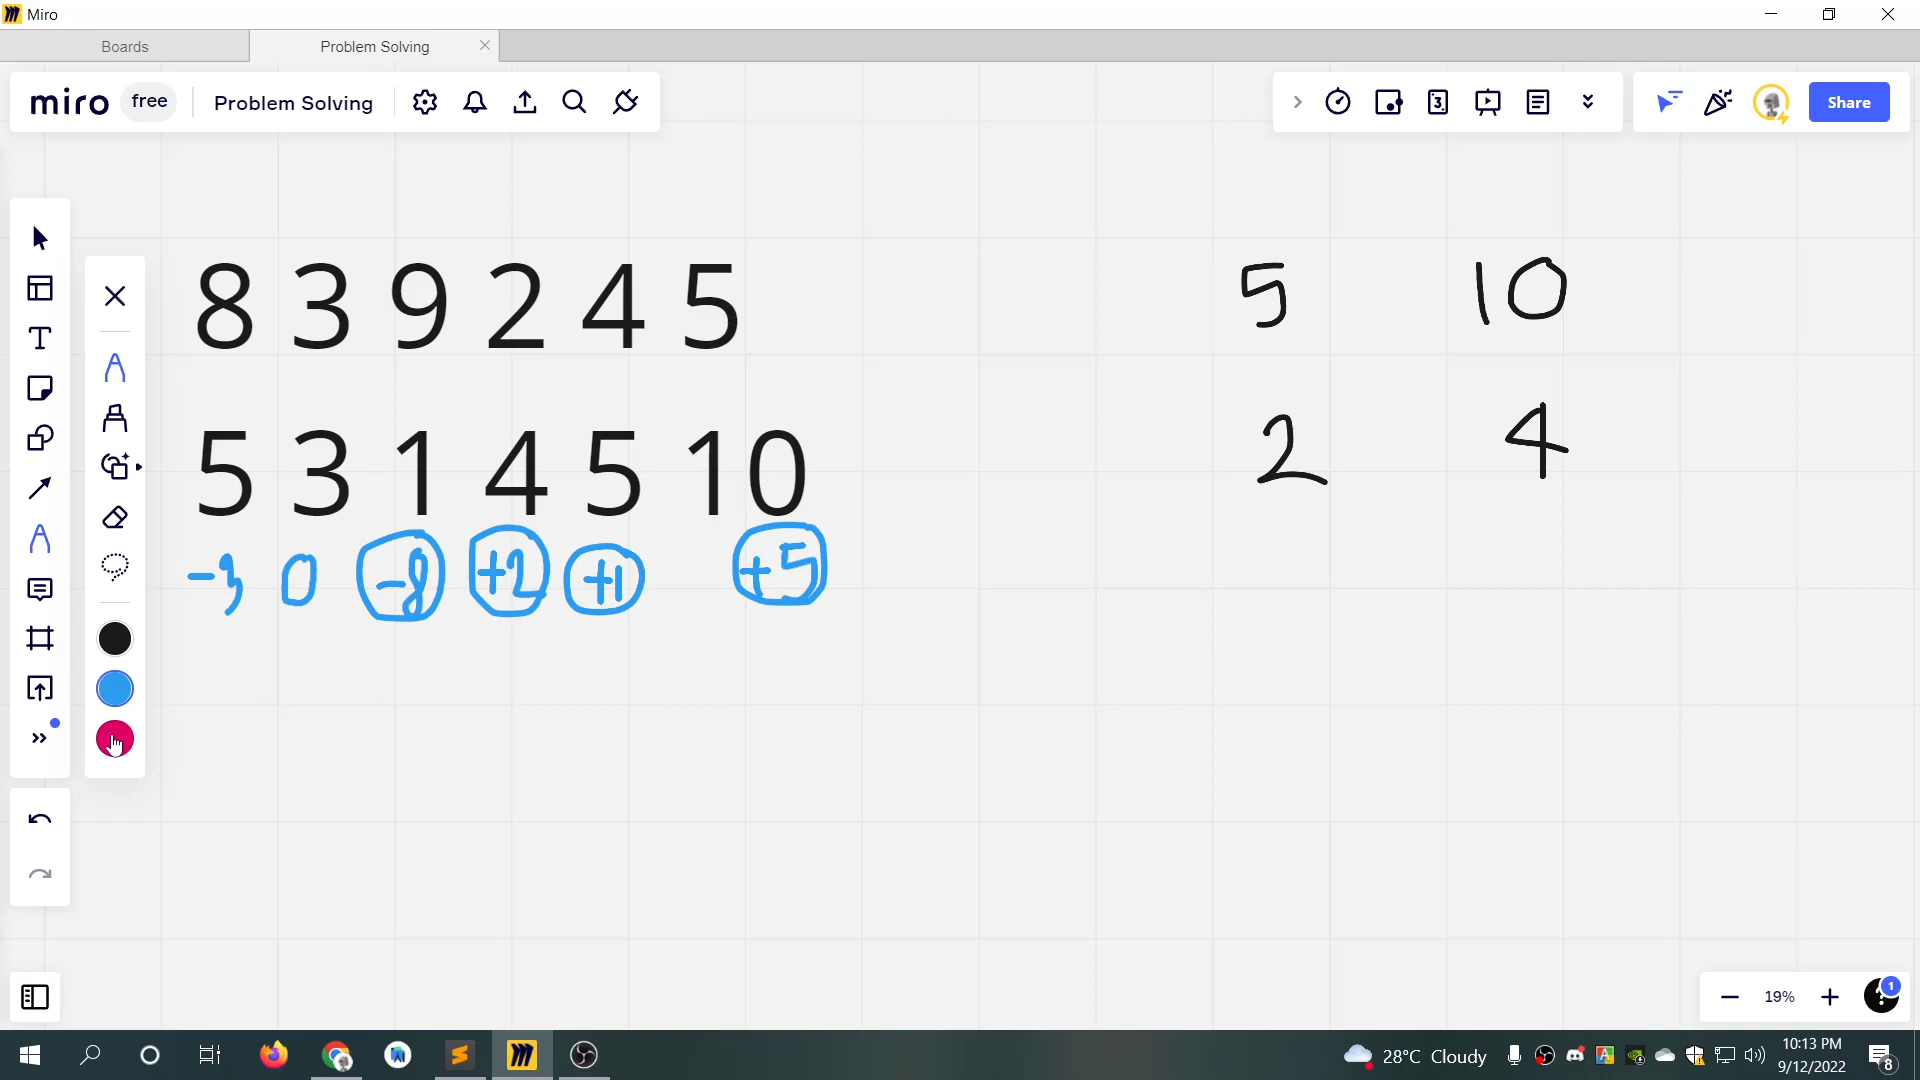 Miro
Boards
Problem Solving
miro free Problem Solving
Share
8 3 9 2 4 5
5 10
5 3 1 4 5 10
2 4
-3 0 -8 +2 +1 +5
19%
1
28°C Cloudy
10:13 PM
9/12/2022
8